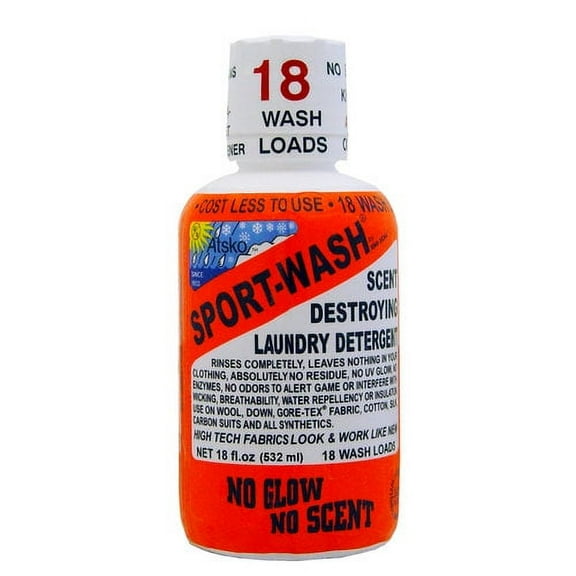 18
NO
WASH
LOADS
• COST LESS TO USE • 18 WASH
Atsko™
SINCE
SPORT-WASH®
SCENT
DESTROYING
LAUNDRY DETERGENT
RINSES COMPLETELY, LEAVES NOTHING IN YOUR
CLOTHING, ABSOLUTELY NO RESIDUE, NO UV GLOW, NO
ENZYMES, NO ODORS TO ALERT GAME OR INTERFERE WITH
WICKING, BREATHABILITY, WATER REPELLENCY OR INSULATION
USE ON WOOL, DOWN, GORE-TEX® FABRIC, COTTON, SILK,
CARBON SUITS AND ALL SYNTHETICS.
HIGH TECH FABRICS LOOK & WORK LIKE NEW
NET 18 fl.oz (532 ml) 18 WASH LOADS
NO GLOW
NO SCENT